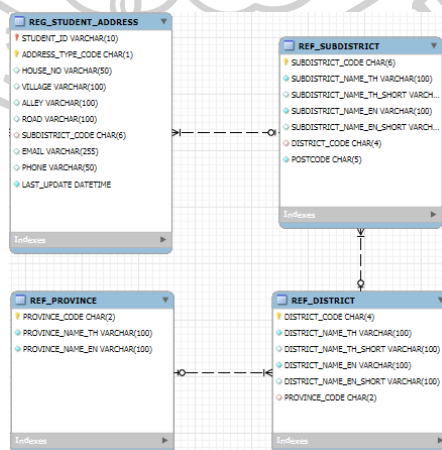 REG_STUDENT_ADDRESS
STUDENT_ID VARCHAR(10)
ADDRESS_TYPE_CODE CHAR(1)
HOUSE_NO VARCHAR(50)
VILLAGE VARCHAR(100)
ALLEY VARCHAR(100)
ROAD VARCHAR(100)
SUBDISTRICT_CODE CHAR(6)
EMAIL VARCHAR(255)
PHONE VARCHAR(50)
LAST_UPDATE DATETIME
Indexes
REF_SUBDISTRICT
SUBDISTRICT_CODE CHAR(6)
SUBDISTRICT_NAME_TH VARCHAR(100)
SUBDISTRICT_NAME_TH_SHORT VARCH...
SUBDISTRICT_NAME_EN VARCHAR(100)
SUBDISTRICT_NAME_EN_SHORT VARCH...
DISTRICT_CODE CHAR(4)
POSTCODE CHAR(5)
Indexes
REF_PROVINCE
PROVINCE_CODE CHAR(2)
PROVINCE_NAME_TH VARCHAR(100)
PROVINCE_NAME_EN VARCHAR(100)
Indexes
REF_DISTRICT
DISTRICT_CODE CHAR(4)
DISTRICT_NAME_TH VARCHAR(100)
DISTRICT_NAME_TH_SHORT VARCHAR(100)
DISTRICT_NAME_EN VARCHAR(100)
DISTRICT_NAME_EN_SHORT VARCHAR(100)
PROVINCE_CODE CHAR(2)
Indexes